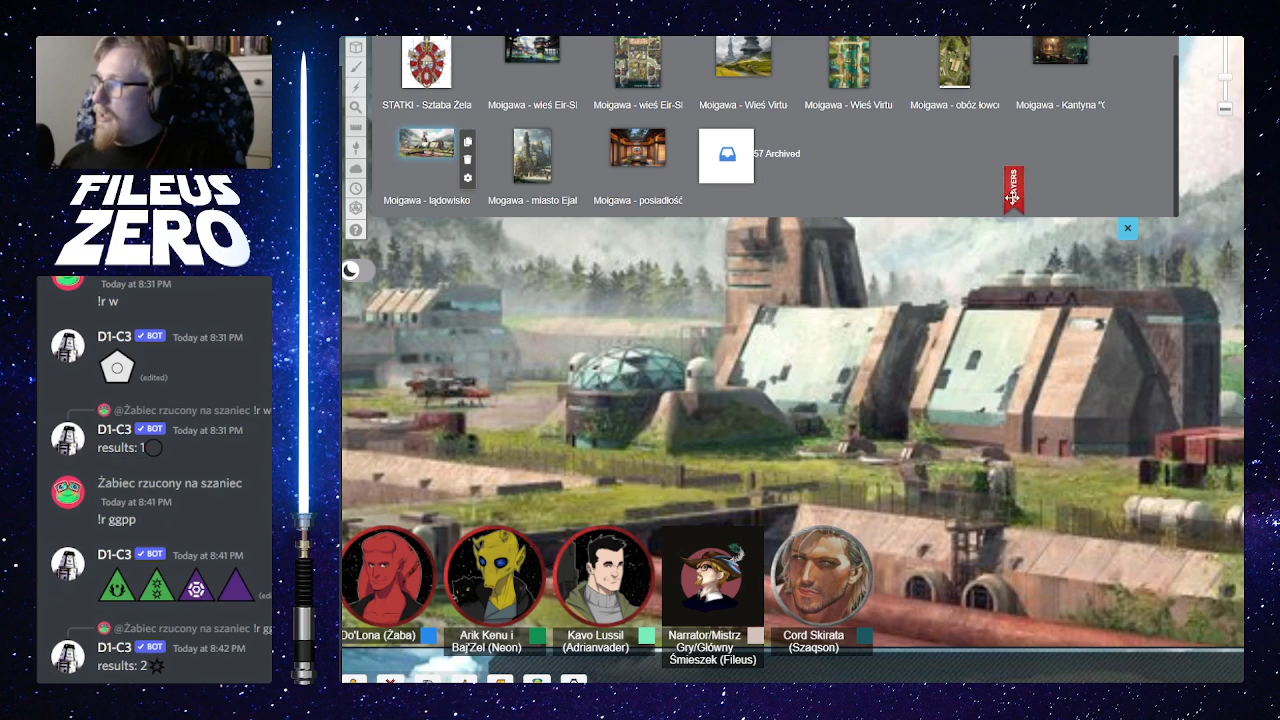 FILEUS
ZERO
Today at 8:31 PM
!r w
D1-C3 ✓ BOT Today at 8:31 PM
(edited)
@Żabiec rzucony na szaniec !r w
D1-C3 ✓ BOT Today at 8:31 PM
results: 1
Żabiec rzucony na szaniec
Today at 8:41 PM
!r ggpp
D1-C3 ✓ BOT Today at 8:41 PM
(edi
@Żabiec rzucony na szaniec !r gg
D1-C3 ✓ BOT Today at 8:42 PM
results: 2
STATKI - Sztaba Żela
Moigawa - wieś Eir-Sl
Moigawa - wieś Eir-Sl
Moigawa - Wieś Virtu
Moigawa - Wieś Virtu
Moigawa - obóz łowc
Moigawa - Kantyna "C
57 Archived
Moigawa - lądowisko
Mogawa - miasto Ejal
Moigawa - posiadłość
Do'Lona (Żaba)
Arik Kenu i
Baj'Zel (Neon)
Kavo Lussil
(Adrianvader)
Narrator/Mistrz
Gry/Główny
Śmieszek (Fileus)
Cord Skirata
(Szaqson)